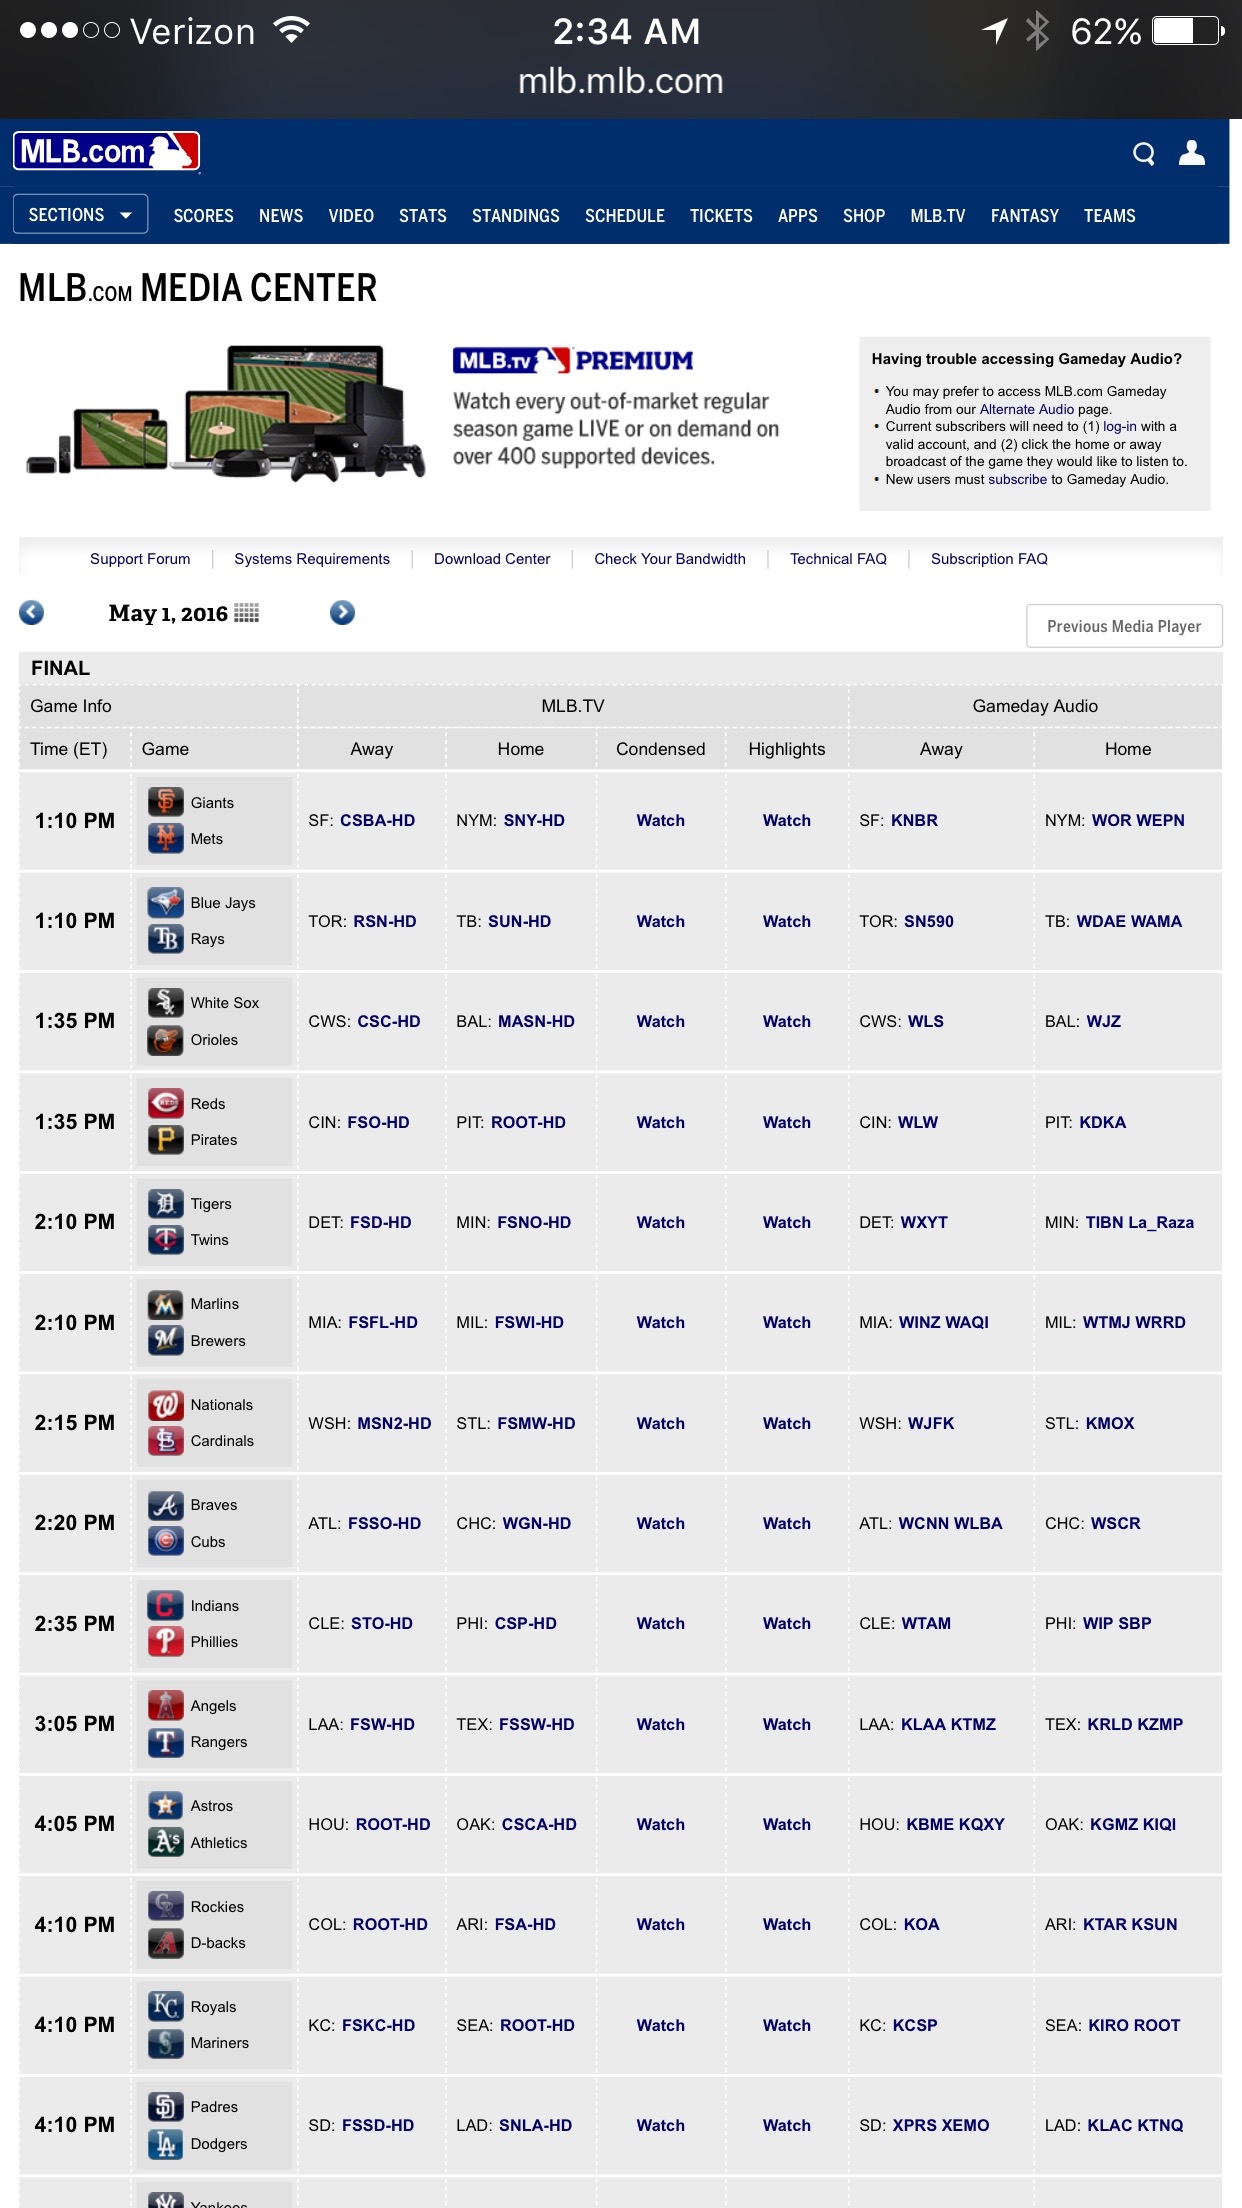 Verizon 2:34 AM 62%
mlb.mlb.com
MLB.com
SECTIONS SCORES NEWS VIDEO STATS STANDINGS SCHEDULE TICKETS APPS SHOP MLB.TV FANTASY TEAMS
MLB.COM MEDIA CENTER
MLB.TV PREMIUM
Watch every out-of-market regular
season game LIVE or on demand on
over 400 supported devices.
Having trouble accessing Gameday Audio?
• You may prefer to access MLB.com Gameday
Audio from our Alternate Audio page.
• Current subscribers will need to (1) log-in with a
valid account, and (2) click the home or away
broadcast of the game they would like to listen to.
• New users must subscribe to Gameday Audio.
Support Forum Systems Requirements Download Center Check Your Bandwidth Technical FAQ Subscription FAQ
May 1, 2016
Previous Media Player
FINAL
Game Info MLB.TV Gameday Audio
Time (ET) Game Away Home Condensed Highlights Away Home
1:10 PM Giants Mets SF: CSBA-HD NYM: SNY-HD Watch Watch SF: KNBR NYM: WOR WEPN
1:10 PM Blue Jays Rays TOR: RSN-HD TB: SUN-HD Watch Watch TOR: SN590 TB: WDAE WAMA
1:35 PM White Sox Orioles CWS: CSC-HD BAL: MASN-HD Watch Watch CWS: WLS BAL: WJZ
1:35 PM Reds Pirates CIN: FSO-HD PIT: ROOT-HD Watch Watch CIN: WLW PIT: KDKA
2:10 PM Tigers Twins DET: FSD-HD MIN: FSNO-HD Watch Watch DET: WXYT MIN: TIBN La_Raza
2:10 PM Marlins Brewers MIA: FSFL-HD MIL: FSWI-HD Watch Watch MIA: WINZ WAQI MIL: WTMJ WRRD
2:15 PM Nationals Cardinals WSH: MSN2-HD STL: FSMW-HD Watch Watch WSH: WJFK STL: KMOX
2:20 PM Braves Cubs ATL: FSSO-HD CHC: WGN-HD Watch Watch ATL: WCNN WLBA CHC: WSCR
2:35 PM Indians Phillies CLE: STO-HD PHI: CSP-HD Watch Watch CLE: WTAM PHI: WIP SBP
3:05 PM Angels Rangers LAA: FSW-HD TEX: FSSW-HD Watch Watch LAA: KLAA KTMZ TEX: KRLD KZMP
4:05 PM Astros Athletics HOU: ROOT-HD OAK: CSCA-HD Watch Watch HOU: KBME KQXY OAK: KGMZ KIQI
4:10 PM Rockies D-backs COL: ROOT-HD ARI: FSA-HD Watch Watch COL: KOA ARI: KTAR KSUN
4:10 PM Royals Mariners KC: FSKC-HD SEA: ROOT-HD Watch Watch KC: KCSP SEA: KIRO ROOT
4:10 PM Padres Dodgers SD: FSSD-HD LAD: SNLA-HD Watch Watch SD: XPRS XEMO LAD: KLAC KTNQ
Yankees